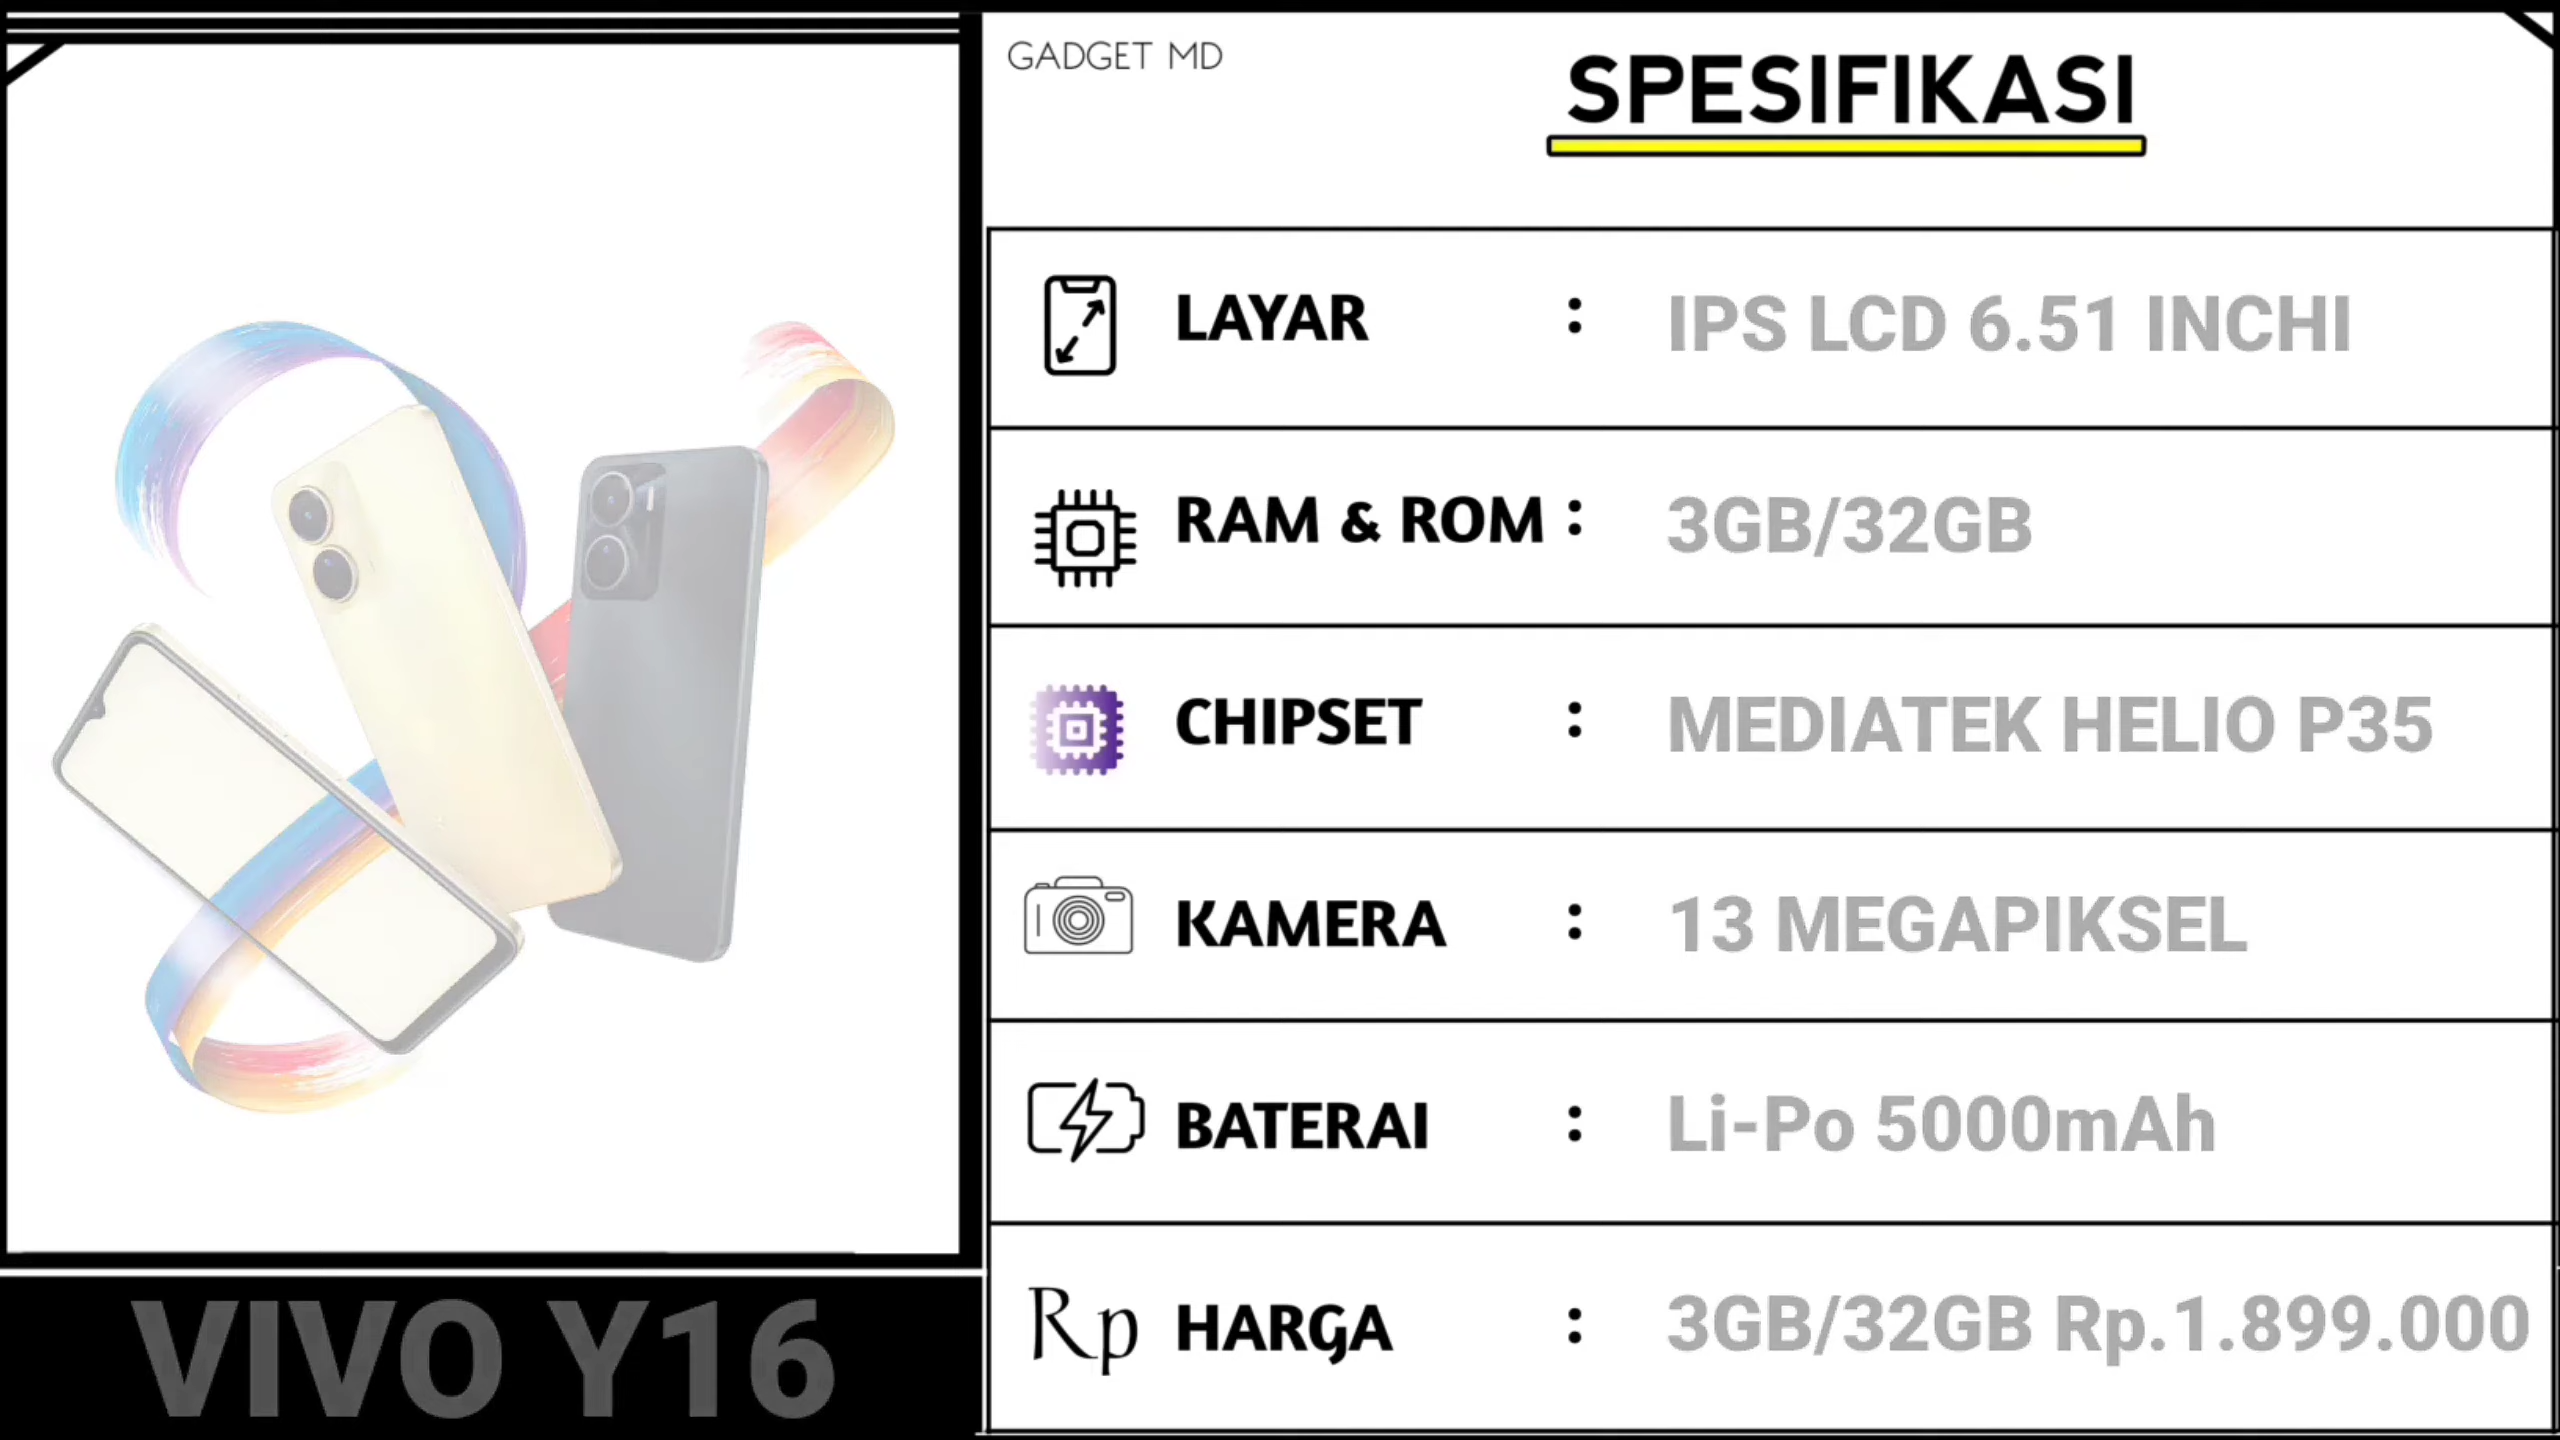 GADGET MD
SPESIFIKASI
LAYAR : IPS LCD 6.51 INCHI
RAM & ROM : 3GB/32GB
CHIPSET : MEDIATEK HELIO P35
KAMERA : 13 MEGAPIKSEL
BATERAI : Li-Po 5000mAh
Rp HARGA : 3GB/32GB Rp.1.899.000
VIVO Y16